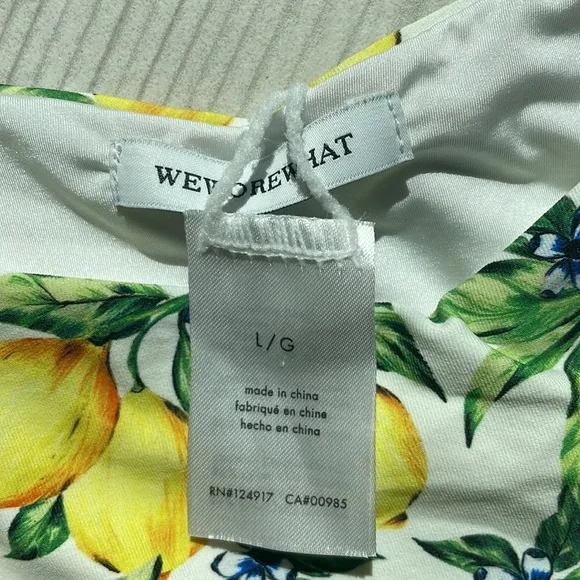 WEWOREWHAT
L/G
made in china
fabriqué en chine
hecho en china
RN#124917 CA#00985